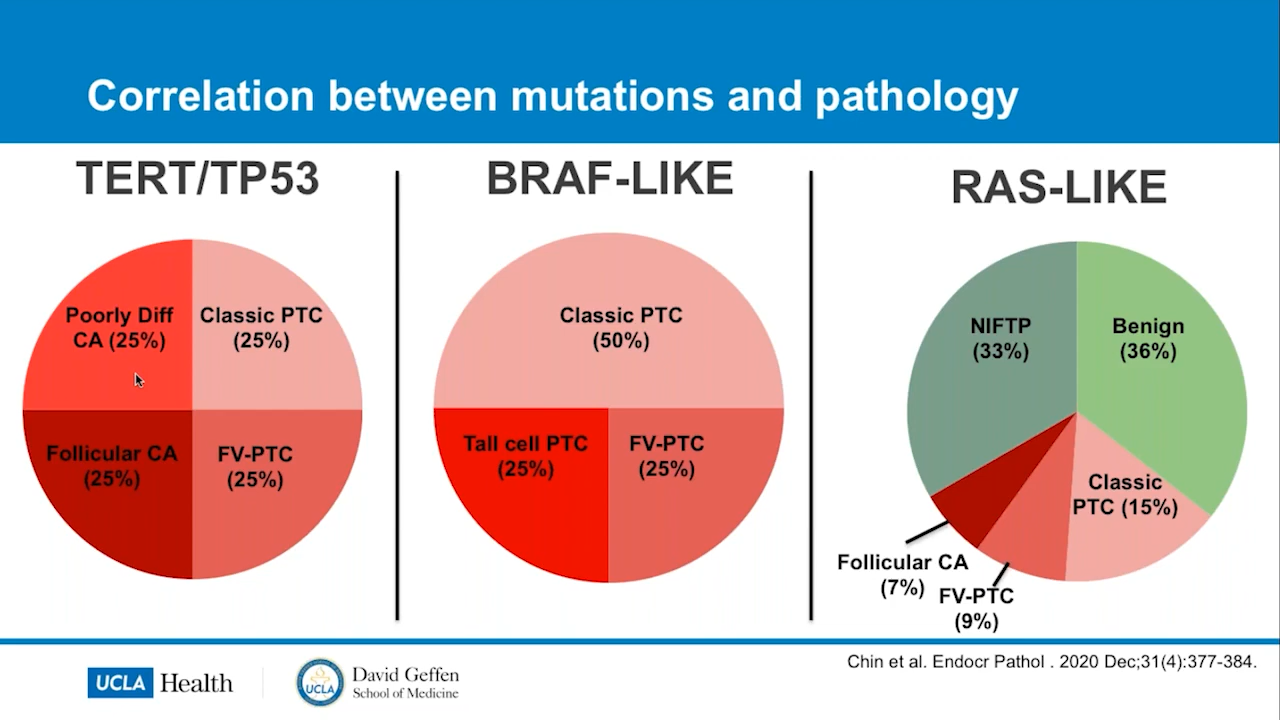 Correlation between mutations and pathology
TERT/TP53
Poorly Diff
CA (25%)
Classic PTC
(25%)
Follicular CA
(25%)
FV-PTC
(25%)
BRAF-LIKE
Classic PTC
(50%)
Tall cell PTC
(25%)
FV-PTC
(25%)
RAS-LIKE
NIFTP
(33%)
Benign
(36%)
Classic
PTC (15%)
Follicular CA
(7%)
FV-PTC
(9%)
Chin et al. Endocr Pathol . 2020 Dec;31(4):377-384.
UCLA Health
UCLA
David Geffen
School of Medicine